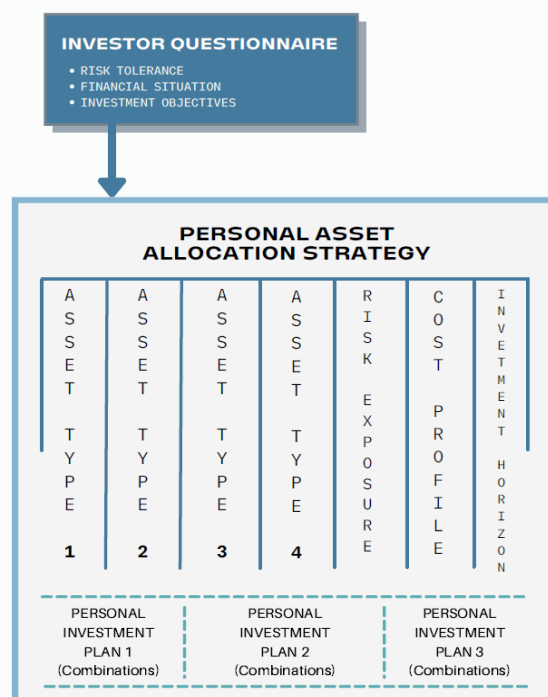 INVESTOR QUESTIONNAIRE
• RISK TOLERANCE
• FINANCIAL SITUATION
• INVESTMENT OBJECTIVES
PERSONAL ASSET
ALLOCATION STRATEGY
ASSET TYPE 1
ASSET TYPE 2
ASSET TYPE 3
ASSET TYPE 4
RISK EXPOSURE
COST PROFILE
INVETMENT HORIZON
PERSONAL
INVESTMENT
PLAN 1
(Combinations)
PERSONAL
INVESTMENT
PLAN 2
(Combinations)
PERSONAL
INVESTMENT
PLAN 3
(Combinations)